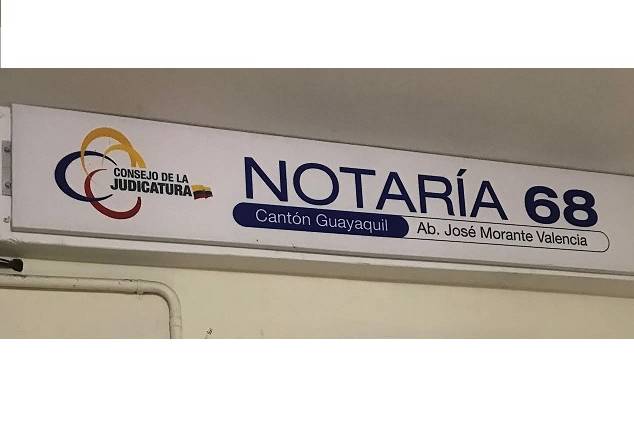 CONSEJO DE LA
JUDICATURA
NOTARÍA 68
Cantón Guayaquil
Ab. José Morante Valencia